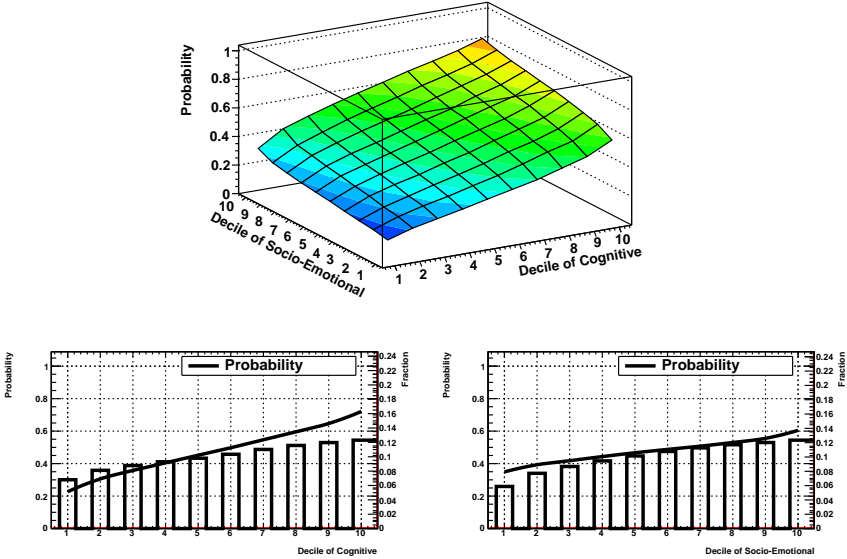 Probability
1
0.8
0.6
0.4
0.2
0
10 9 8 7 6 5 4 3 2 1
Decile of Socio-Emotional
1 2 3 4 5 6 7 8 9 10
Decile of Cognitive
Probability
Probability
1
0.8
0.6
0.4
0.2
0
0.24
0.22
0.2
0.18
0.16
0.14
0.12
0.1
0.08
0.06
0.04
0.02
0
Fraction
1 2 3 4 5 6 7 8 9 10
Decile of Cognitive
Probability
Probability
1
0.8
0.6
0.4
0.2
0
0.24
0.22
0.2
0.18
0.16
0.14
0.12
0.1
0.08
0.06
0.04
0.02
0
Fraction
1 2 3 4 5 6 7 8 9 10
Decile of Socio-Emotional